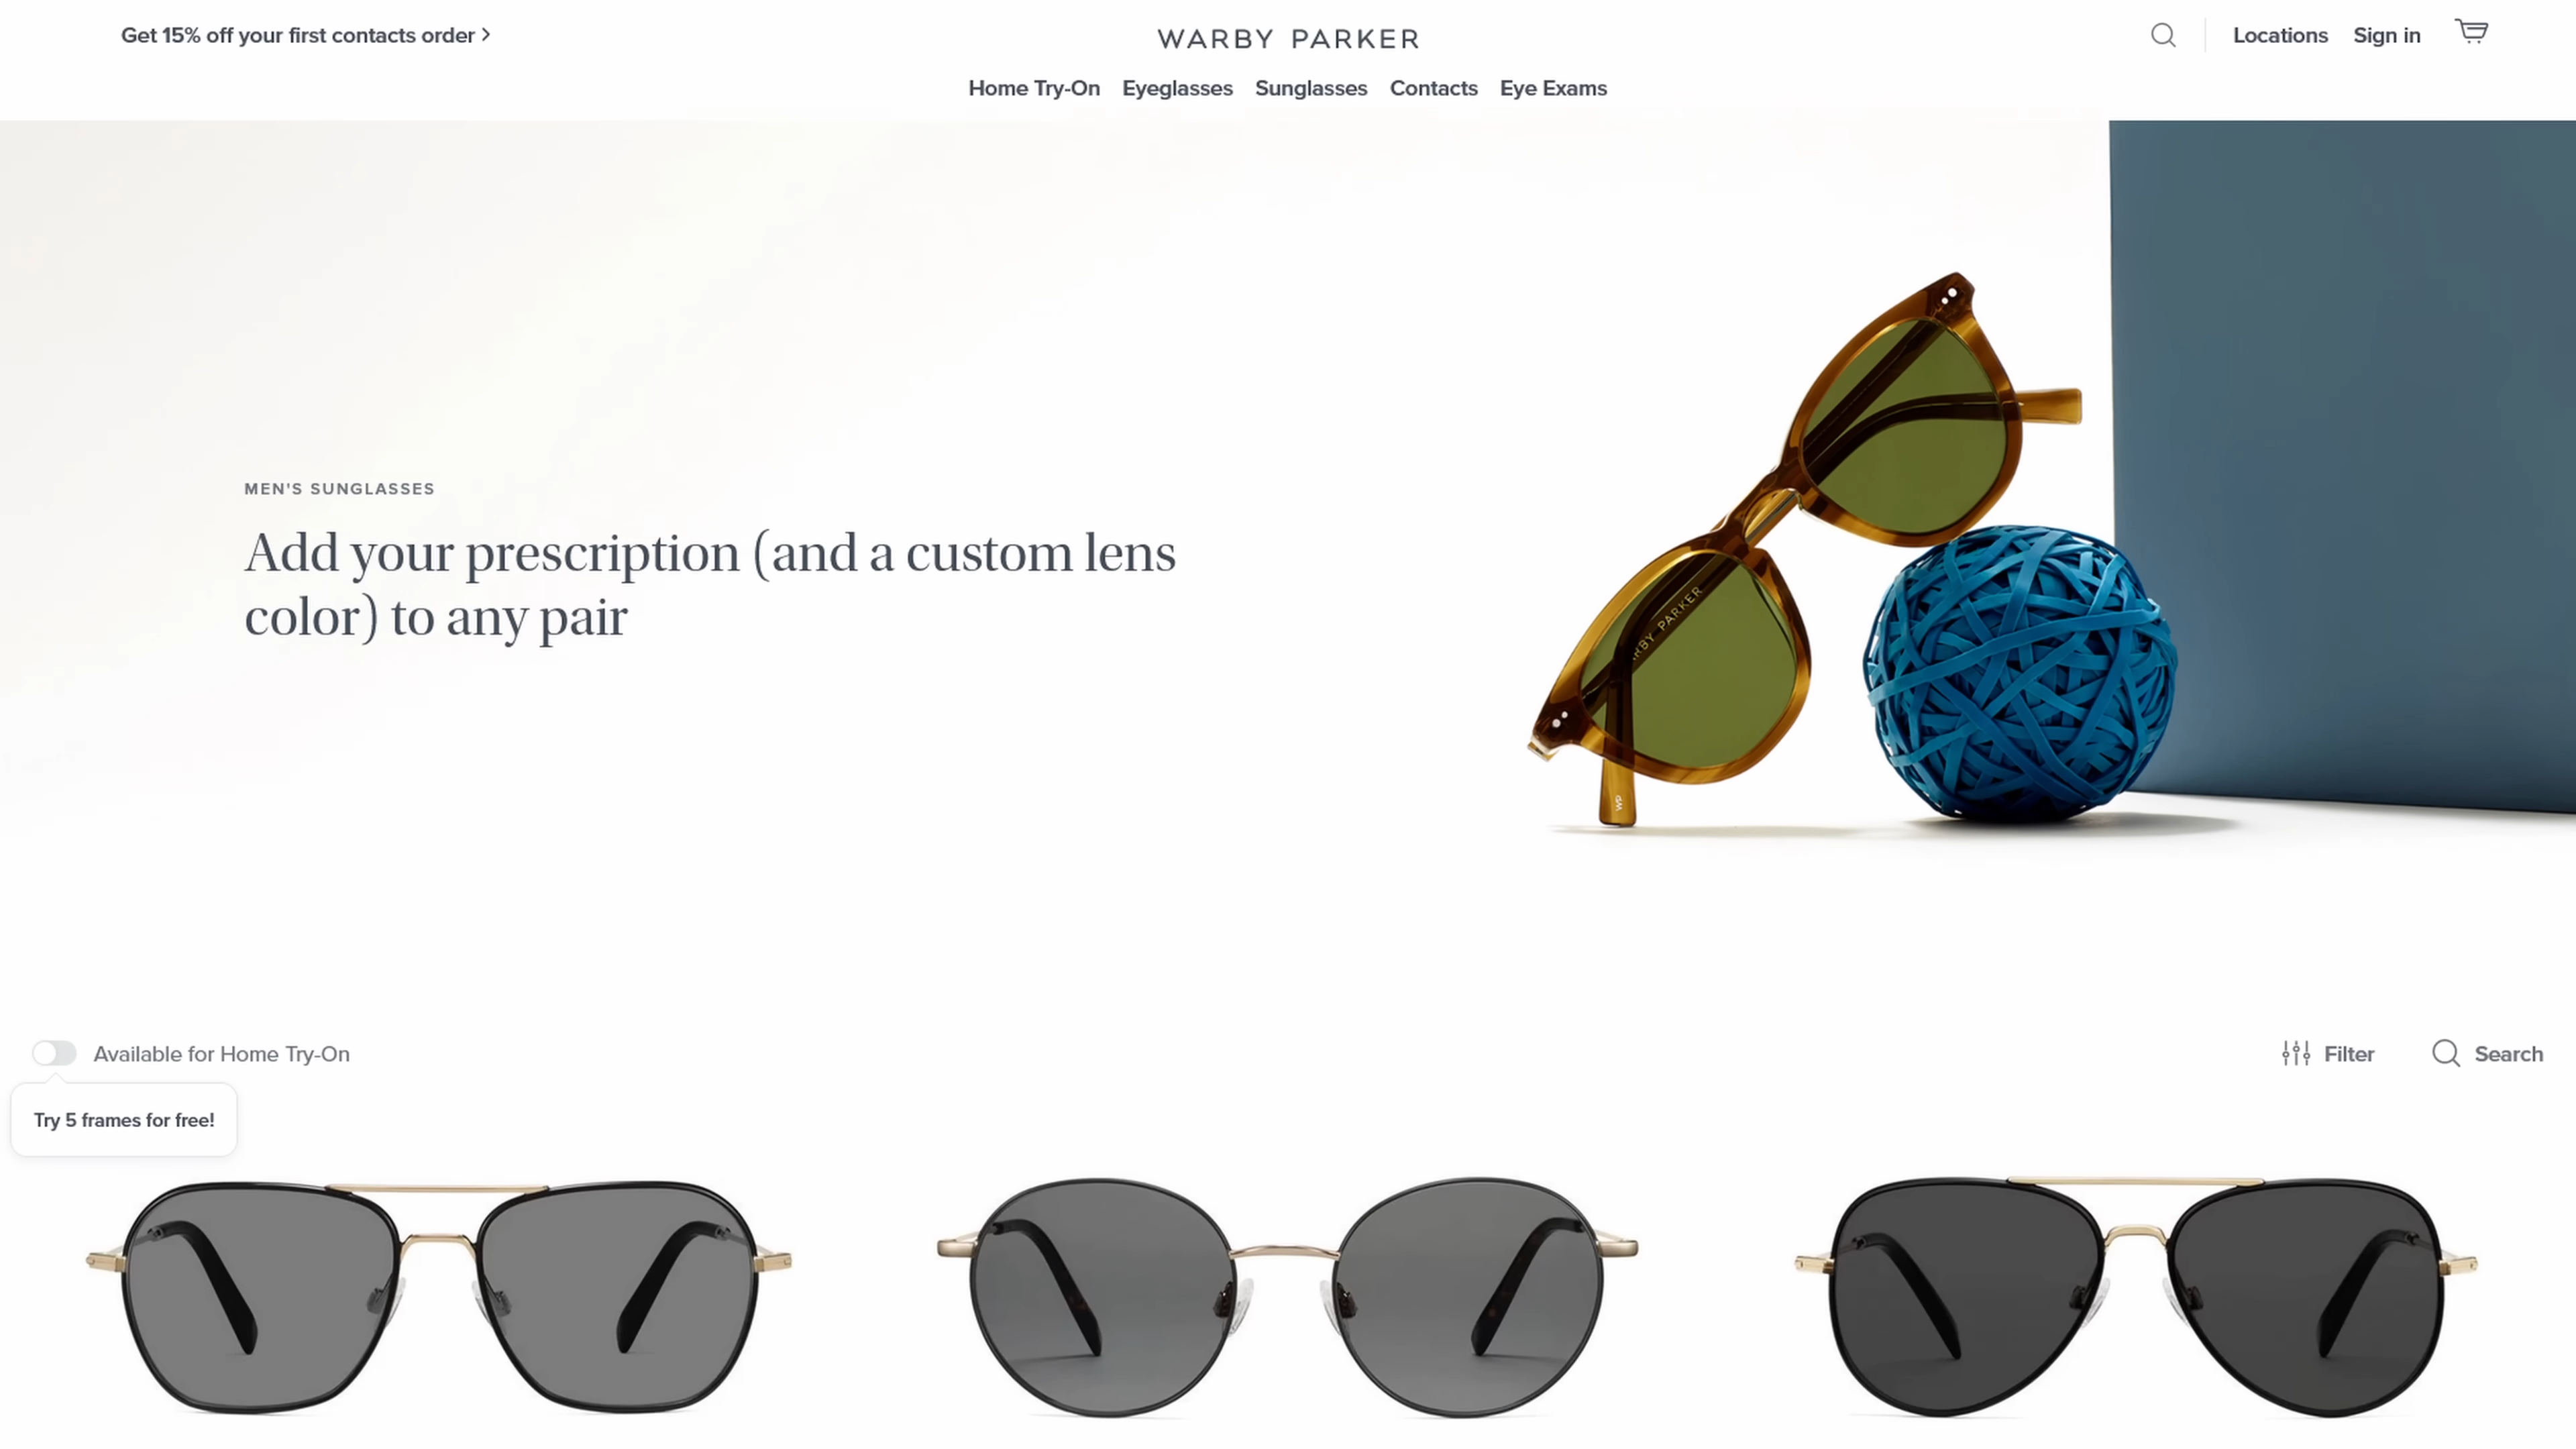 Get 15% off your first contacts order
WARBY PARKER
Locations
Sign in
Home Try-On
Eyeglasses
Sunglasses
Contacts
Eye Exams
MEN'S SUNGLASSES
Add your prescription (and a custom lens
color) to any pair
PARKER
WP
Available for Home Try-On
Filter
Search
Try 5 frames for free!